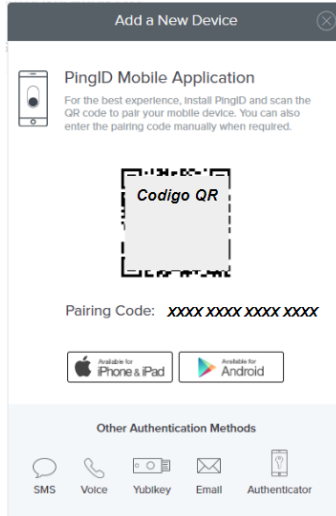 Add a New Device
PingID Mobile Application
For the best experience, install PingID and scan the
QR code to pair your mobile device. You can also
enter the pairing code manually when required.
Codigo QR
Pairing Code: XXXX XXXX XXXX XXXX
Available for
iPhone & iPad
Available for
Android
Other Authentication Methods
SMS Voice Yubikey Email Authenticator